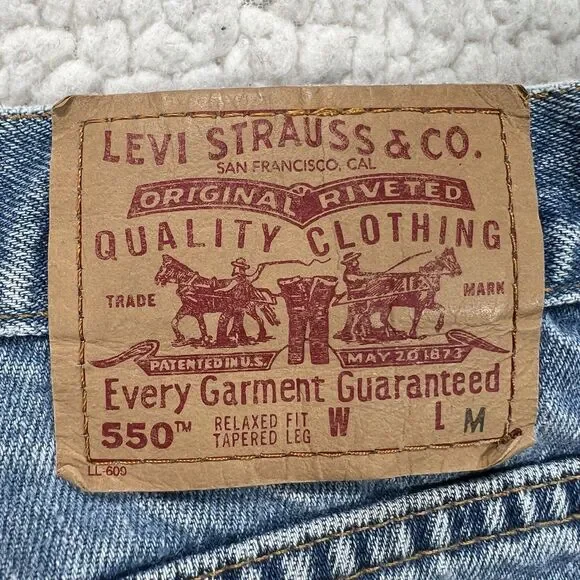 LEVI STRAUSS & CO.
SAN FRANCISCO, CAL
ORIGINAL RIVETED
QUALITY CLOTHING
TRADE MARK
PATENTED IN U.S. MAY 20 1873
Every Garment Guaranteed
550™ RELAXED FIT TAPERED LEG W L M
LL-609